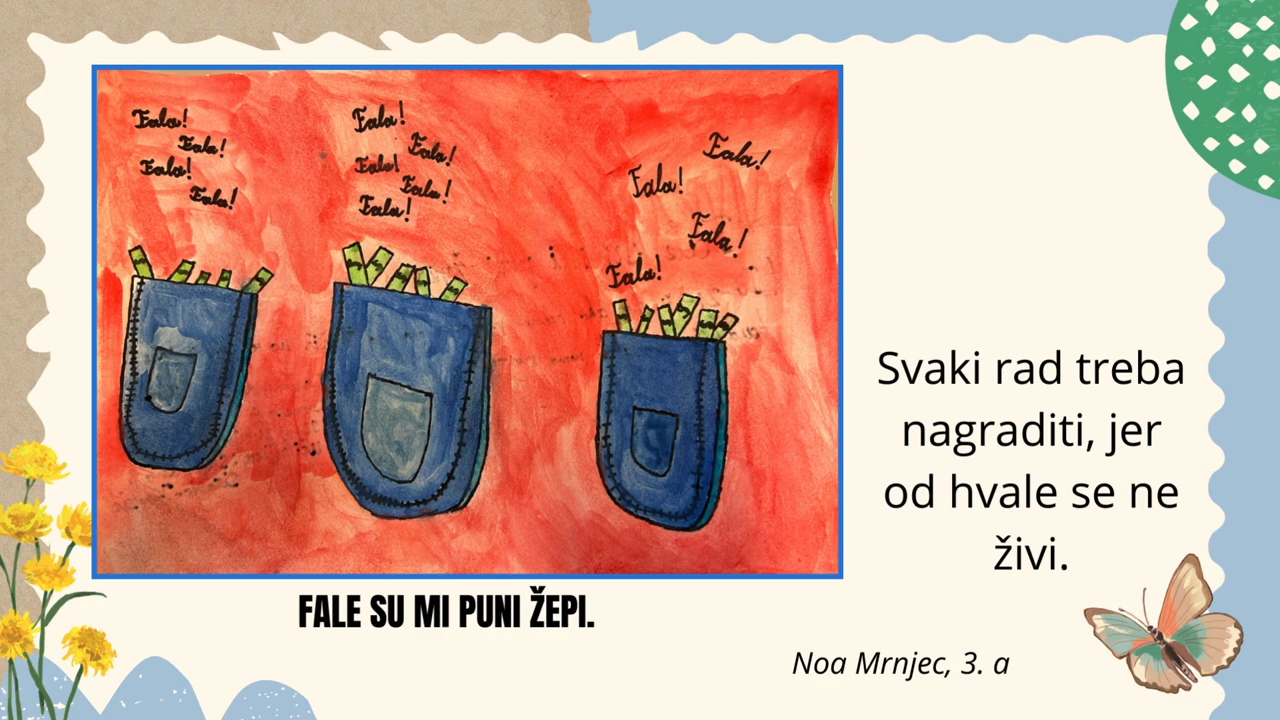 Fala!
Fala!
Fala!
Fala!
Fala!
Fala!
Fala!
Fala!
Fala!
Fala!
Fala!
Fala!
Fala!
FALE SU MI PUNI ŽEPI.
Svaki rad treba
nagraditi, jer
od hvale se ne
živi.
Noa Mrnjec, 3. a